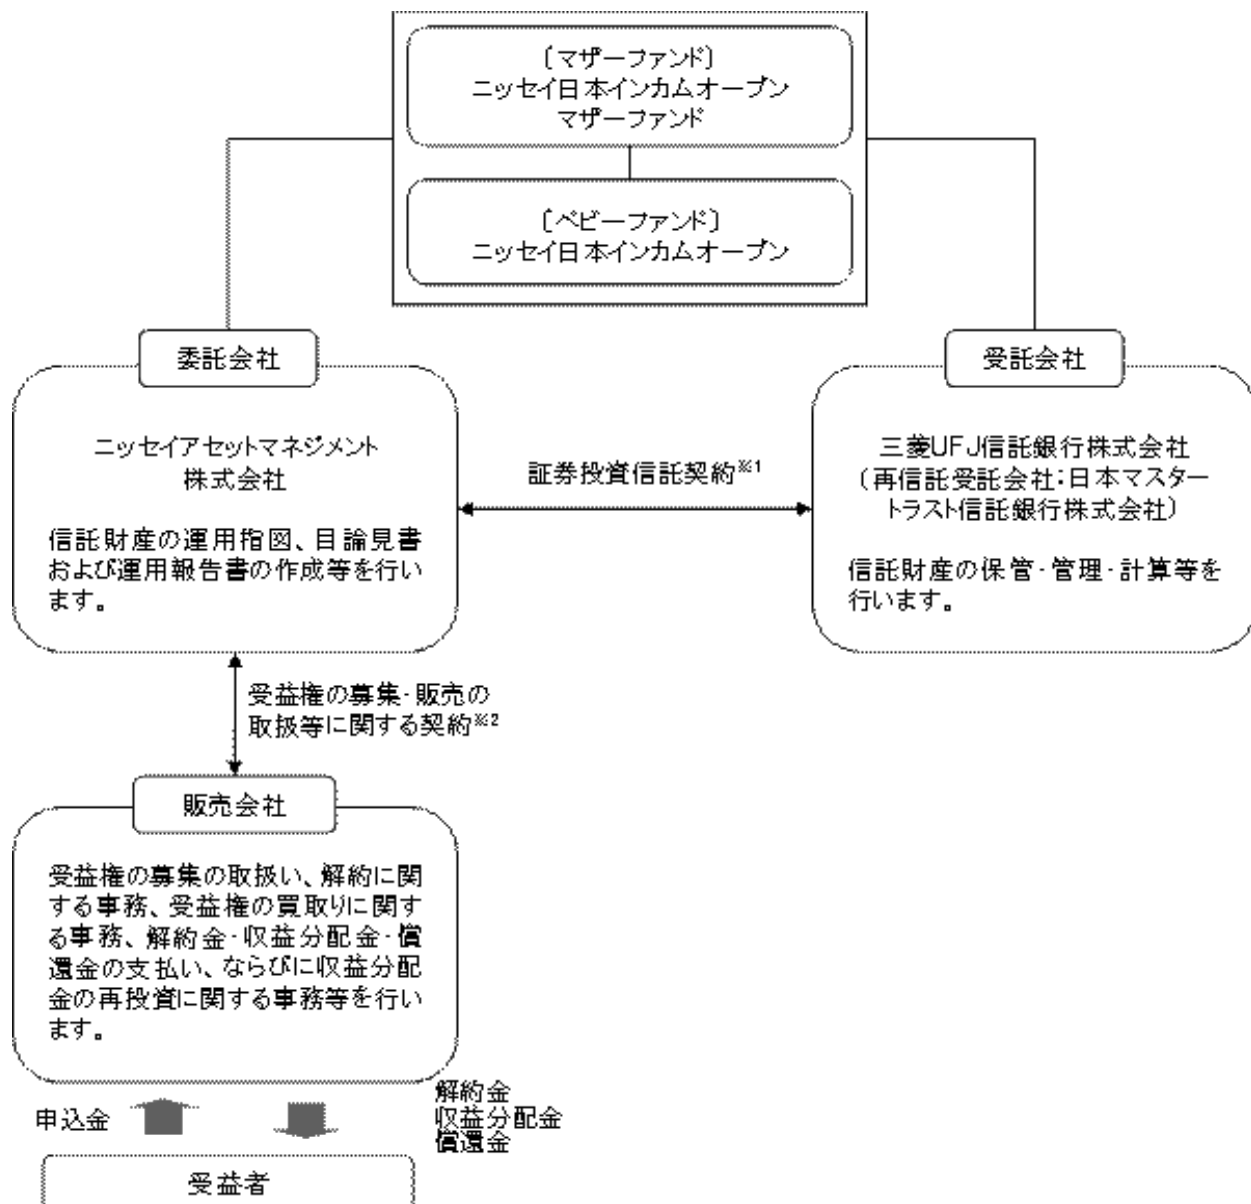 〔マザーファンド〕
ニッセイ日本インカムオープン
マザーファンド
〔ベビーファンド〕
ニッセイ日本インカムオープン
委託会社
ニッセイアセットマネジメント
株式会社
信託財産の運用指図、目論見書
および運用報告書の作成等を行い
ます。
証券投資信託契約※1
受託会社
三菱UFJ信託銀行株式会社
（再信託受託会社：日本マスター
トラスト信託銀行株式会社）
信託財産の保管・管理・計算等を
行います。
受益権の募集・販売の
取扱等に関する契約※2
販売会社
受益権の募集の取扱い、解約に関
する事務、受益権の買取りに関す
る事務、解約金・収益分配金・償
還金の支払い、ならびに収益分配
金の再投資に関する事務等を行い
ます。
申込金
解約金
収益分配金
償還金
受益者